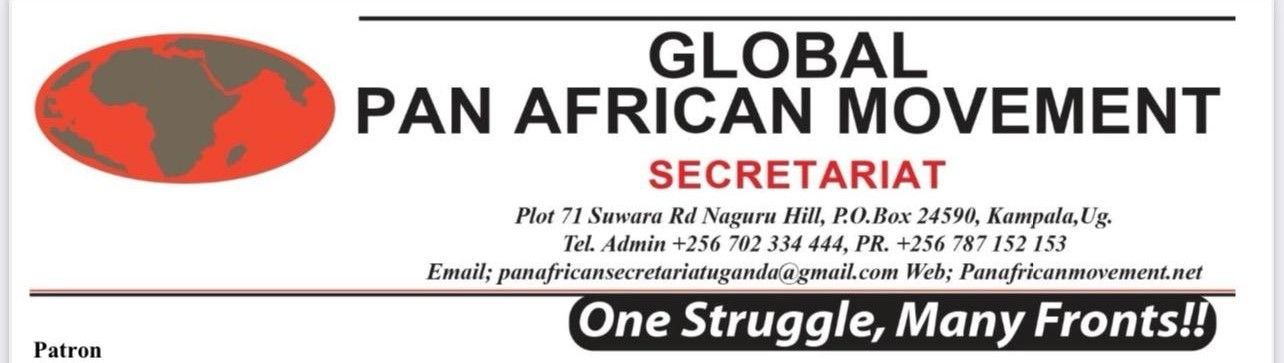 GLOBAL
PAN AFRICAN MOVEMENT
SECRETARIAT
Plot 71 Suwara Rd Naguru Hill, P.O.Box 24590, Kampala,Ug.
Tel. Admin +256 702 334 444, PR. +256 787 152 153
Email; panafricansecretariatuganda@gmail.com Web; Panafricanmovement.net
One Struggle, Many Fronts!!
Patron